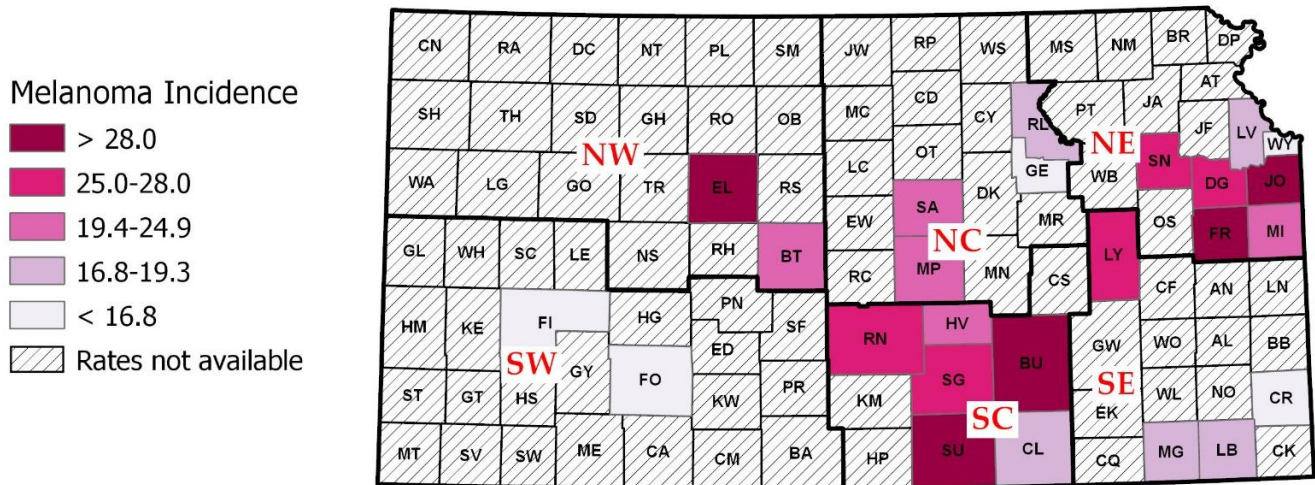 Melanoma Incidence
> 28.0
25.0-28.0
19.4-24.9
16.8-19.3
< 16.8
Rates not available
CN RA DC NT PL SM JW RP WS MS NM BR DP
SH TH SD GH RO OB MC CD CY RL PT JA AT
NW NE
JF LV WY
WA LG GO TR EL RS LC OT DK GE WB SN DG JO
GL WH SC LE NS RH BT EW SA NC MR LY OS FR MI
RC MP MN CS
HM KE FI HG PN SF RN HV BU GW CF AN LN
SW GY ED SG WO AL BB
SE
ST GT HS FO KW PR KM SC EK WL NO CR
MT SV SW ME CA CM BA HP SU CL CQ MG LB CK